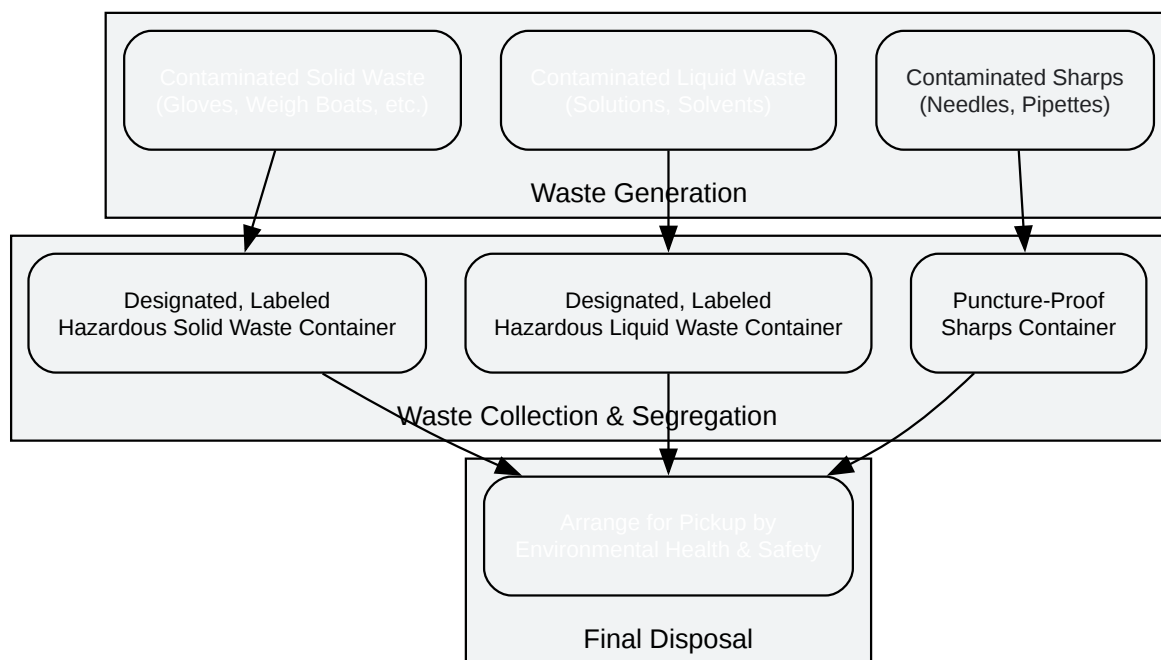 Contaminated Solid Waste
(Gloves, Weigh Boats, etc.)
Contaminated Liquid Waste
(Solutions, Solvents)
Contaminated Sharps
(Needles, Pipettes)
Waste Generation
Designated, Labeled
Hazardous Solid Waste Container
Designated, Labeled
Hazardous Liquid Waste Container
Puncture-Proof
Sharps Container
Waste Collection & Segregation
Arrange for Pickup by
Environmental Health & Safety
Final Disposal